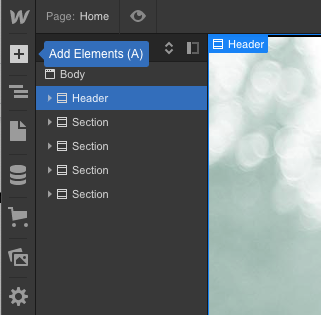 Page: Home
Add Elements (A)
Header
Body
Header
Section
Section
Section
Section